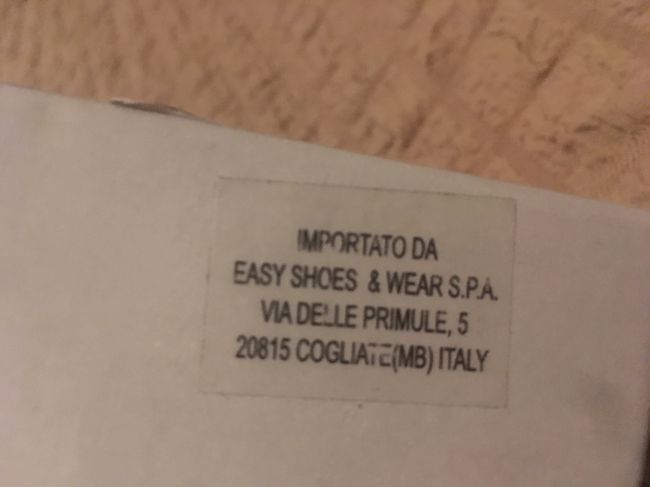 IMPORTATO DA
EASY SHOES & WEAR S.P.A.
VIA DELLE PRIMULE, 5
20815 COGLIATE(MB) ITALY